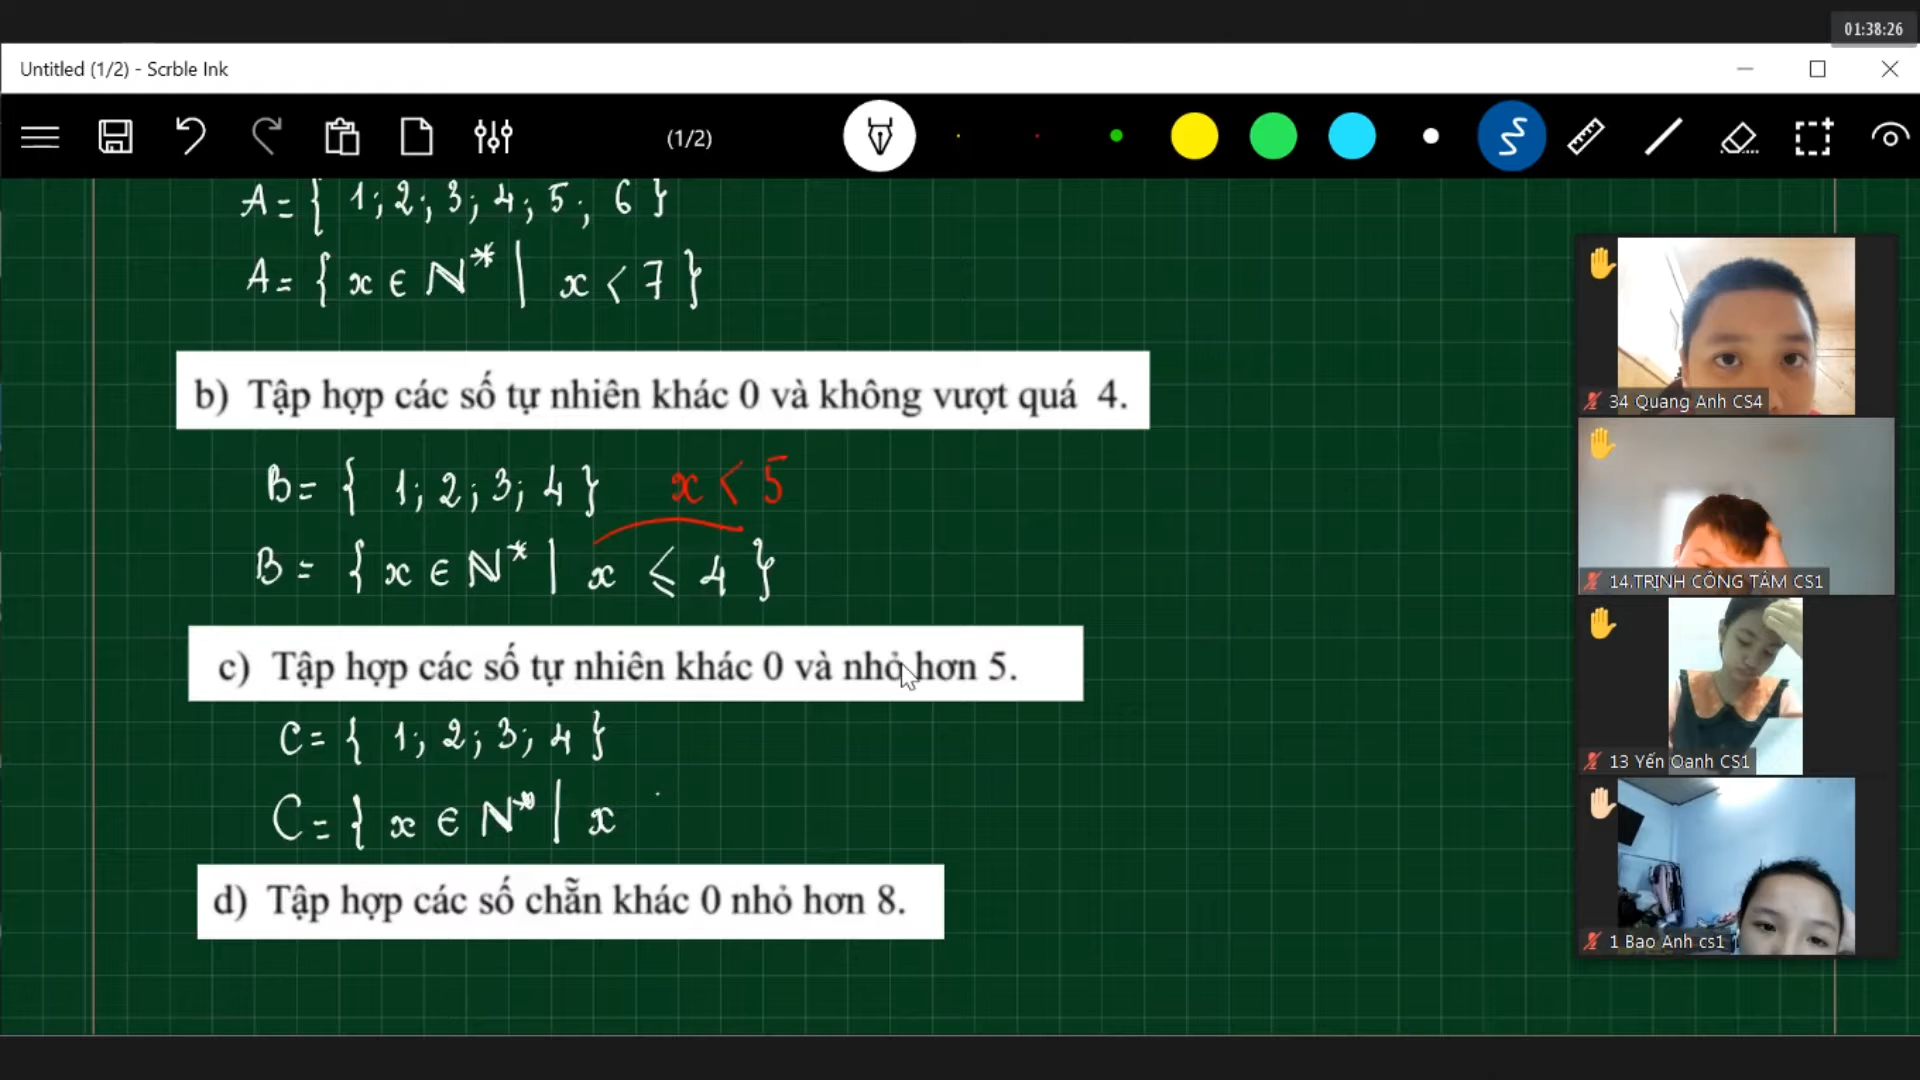 01:38:26
Untitled (1/2) - Scrble Ink
(1/2)
A = { 1; 2; 3; 4; 5; 6 }
A = { x ∈ N* | x < 7 }
b) Tập hợp các số tự nhiên khác 0 và không vượt quá 4.
B = { 1; 2; 3; 4 } x < 5
B = { x ∈ N* | x ⩽ 4 }
c) Tập hợp các số tự nhiên khác 0 và nhỏ hơn 5.
C = { 1; 2; 3; 4 }
C = { x ∈ N* | x
d) Tập hợp các số chẵn khác 0 nhỏ hơn 8.
34 Quang Anh CS4
14.TRỊNH CÔNG TÂM CS1
13 Yến Oanh CS1
1 Bao Anh cs1